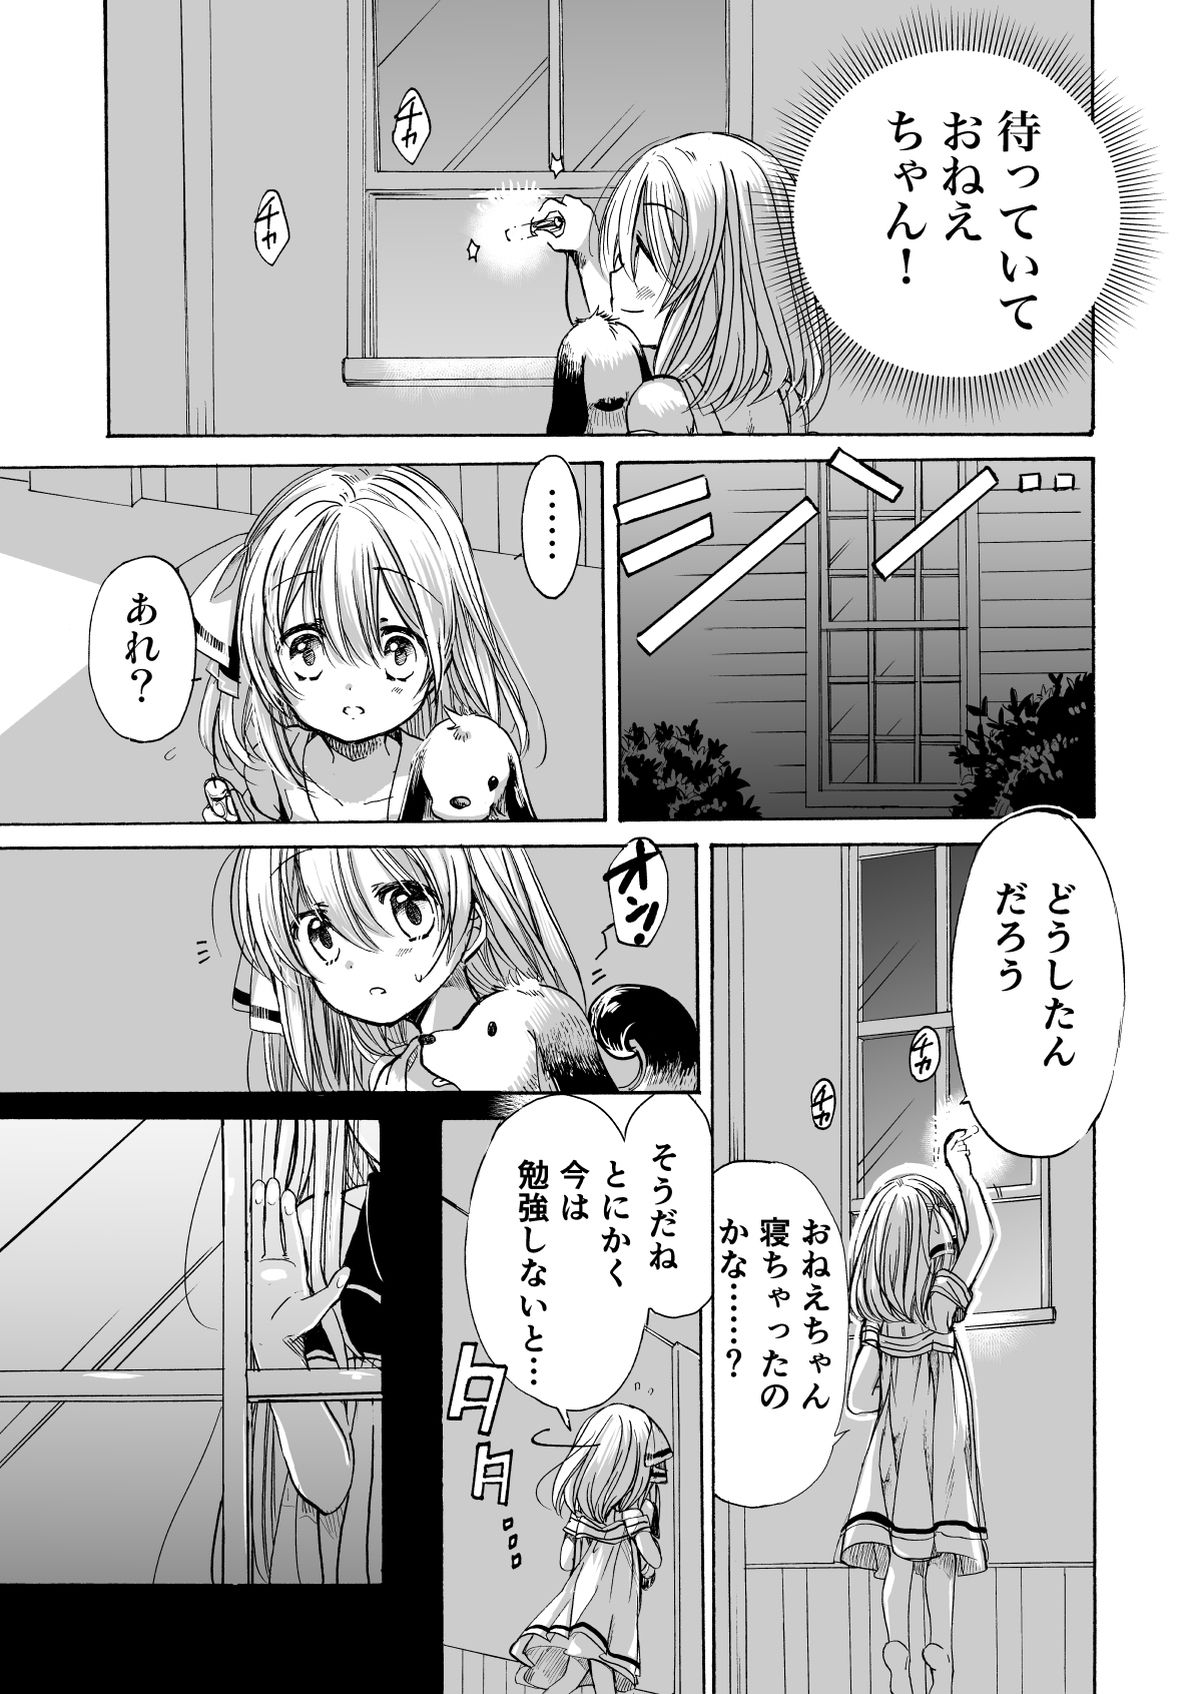 待っていて
おねえ
ちゃん！
チカ
チカ
シン‥
……
あれ？
どうしたん
だろう
チカ
チカ
おねえちゃん
寝ちゃったの
かな……？
オン！
そうだね
とにかく
今は
勉強しないと…
タタ…